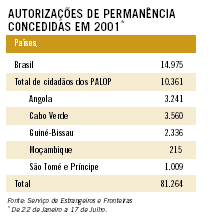 AUTORIZAÇÕES DE PERMANÊNCIA
CONCEDIDAS EM 2001*
Países,
Brasil 14.975
Total de cidadãos dos PALOP 10.361
Angola 3.241
Cabo Verde 3.560
Guiné-Bissau 2.336
Moçambique 215
São Tomé e Príncipe 1.009
Total 81.264
Fonte: Serviço de Estrangeiros e Fronteiras
* De 22 de Janeiro a 17 de Julho.